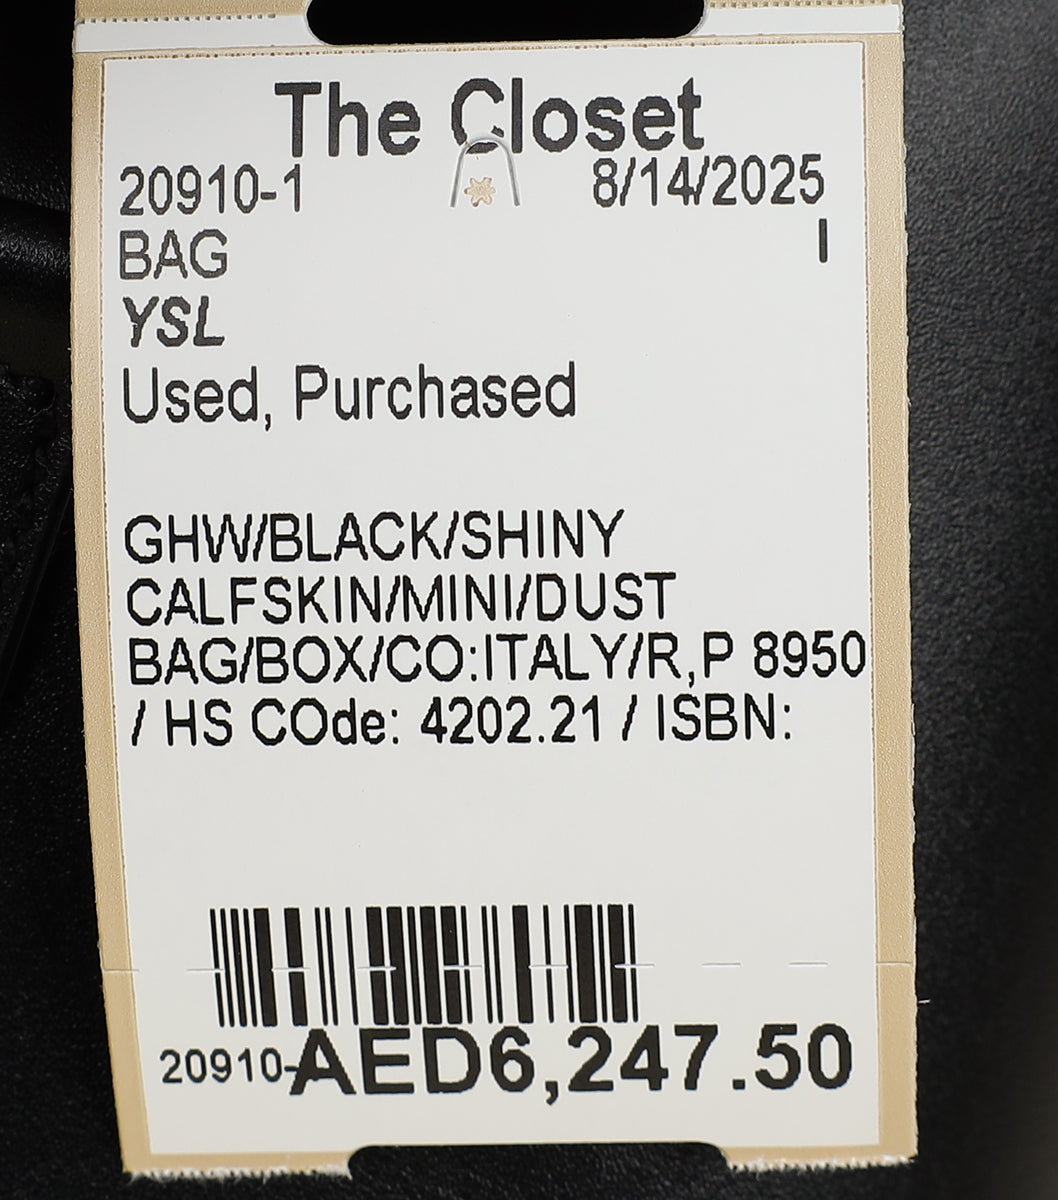 The Closet
20910-1 8/14/2025
BAG I
YSL
Used, Purchased
GHW/BLACK/SHINY
CALFSKIN/MINI/DUST
BAG/BOX/CO:ITALY/R,P 8950
/ HS COde: 4202.21 / ISBN:
20910-AED6,247.50